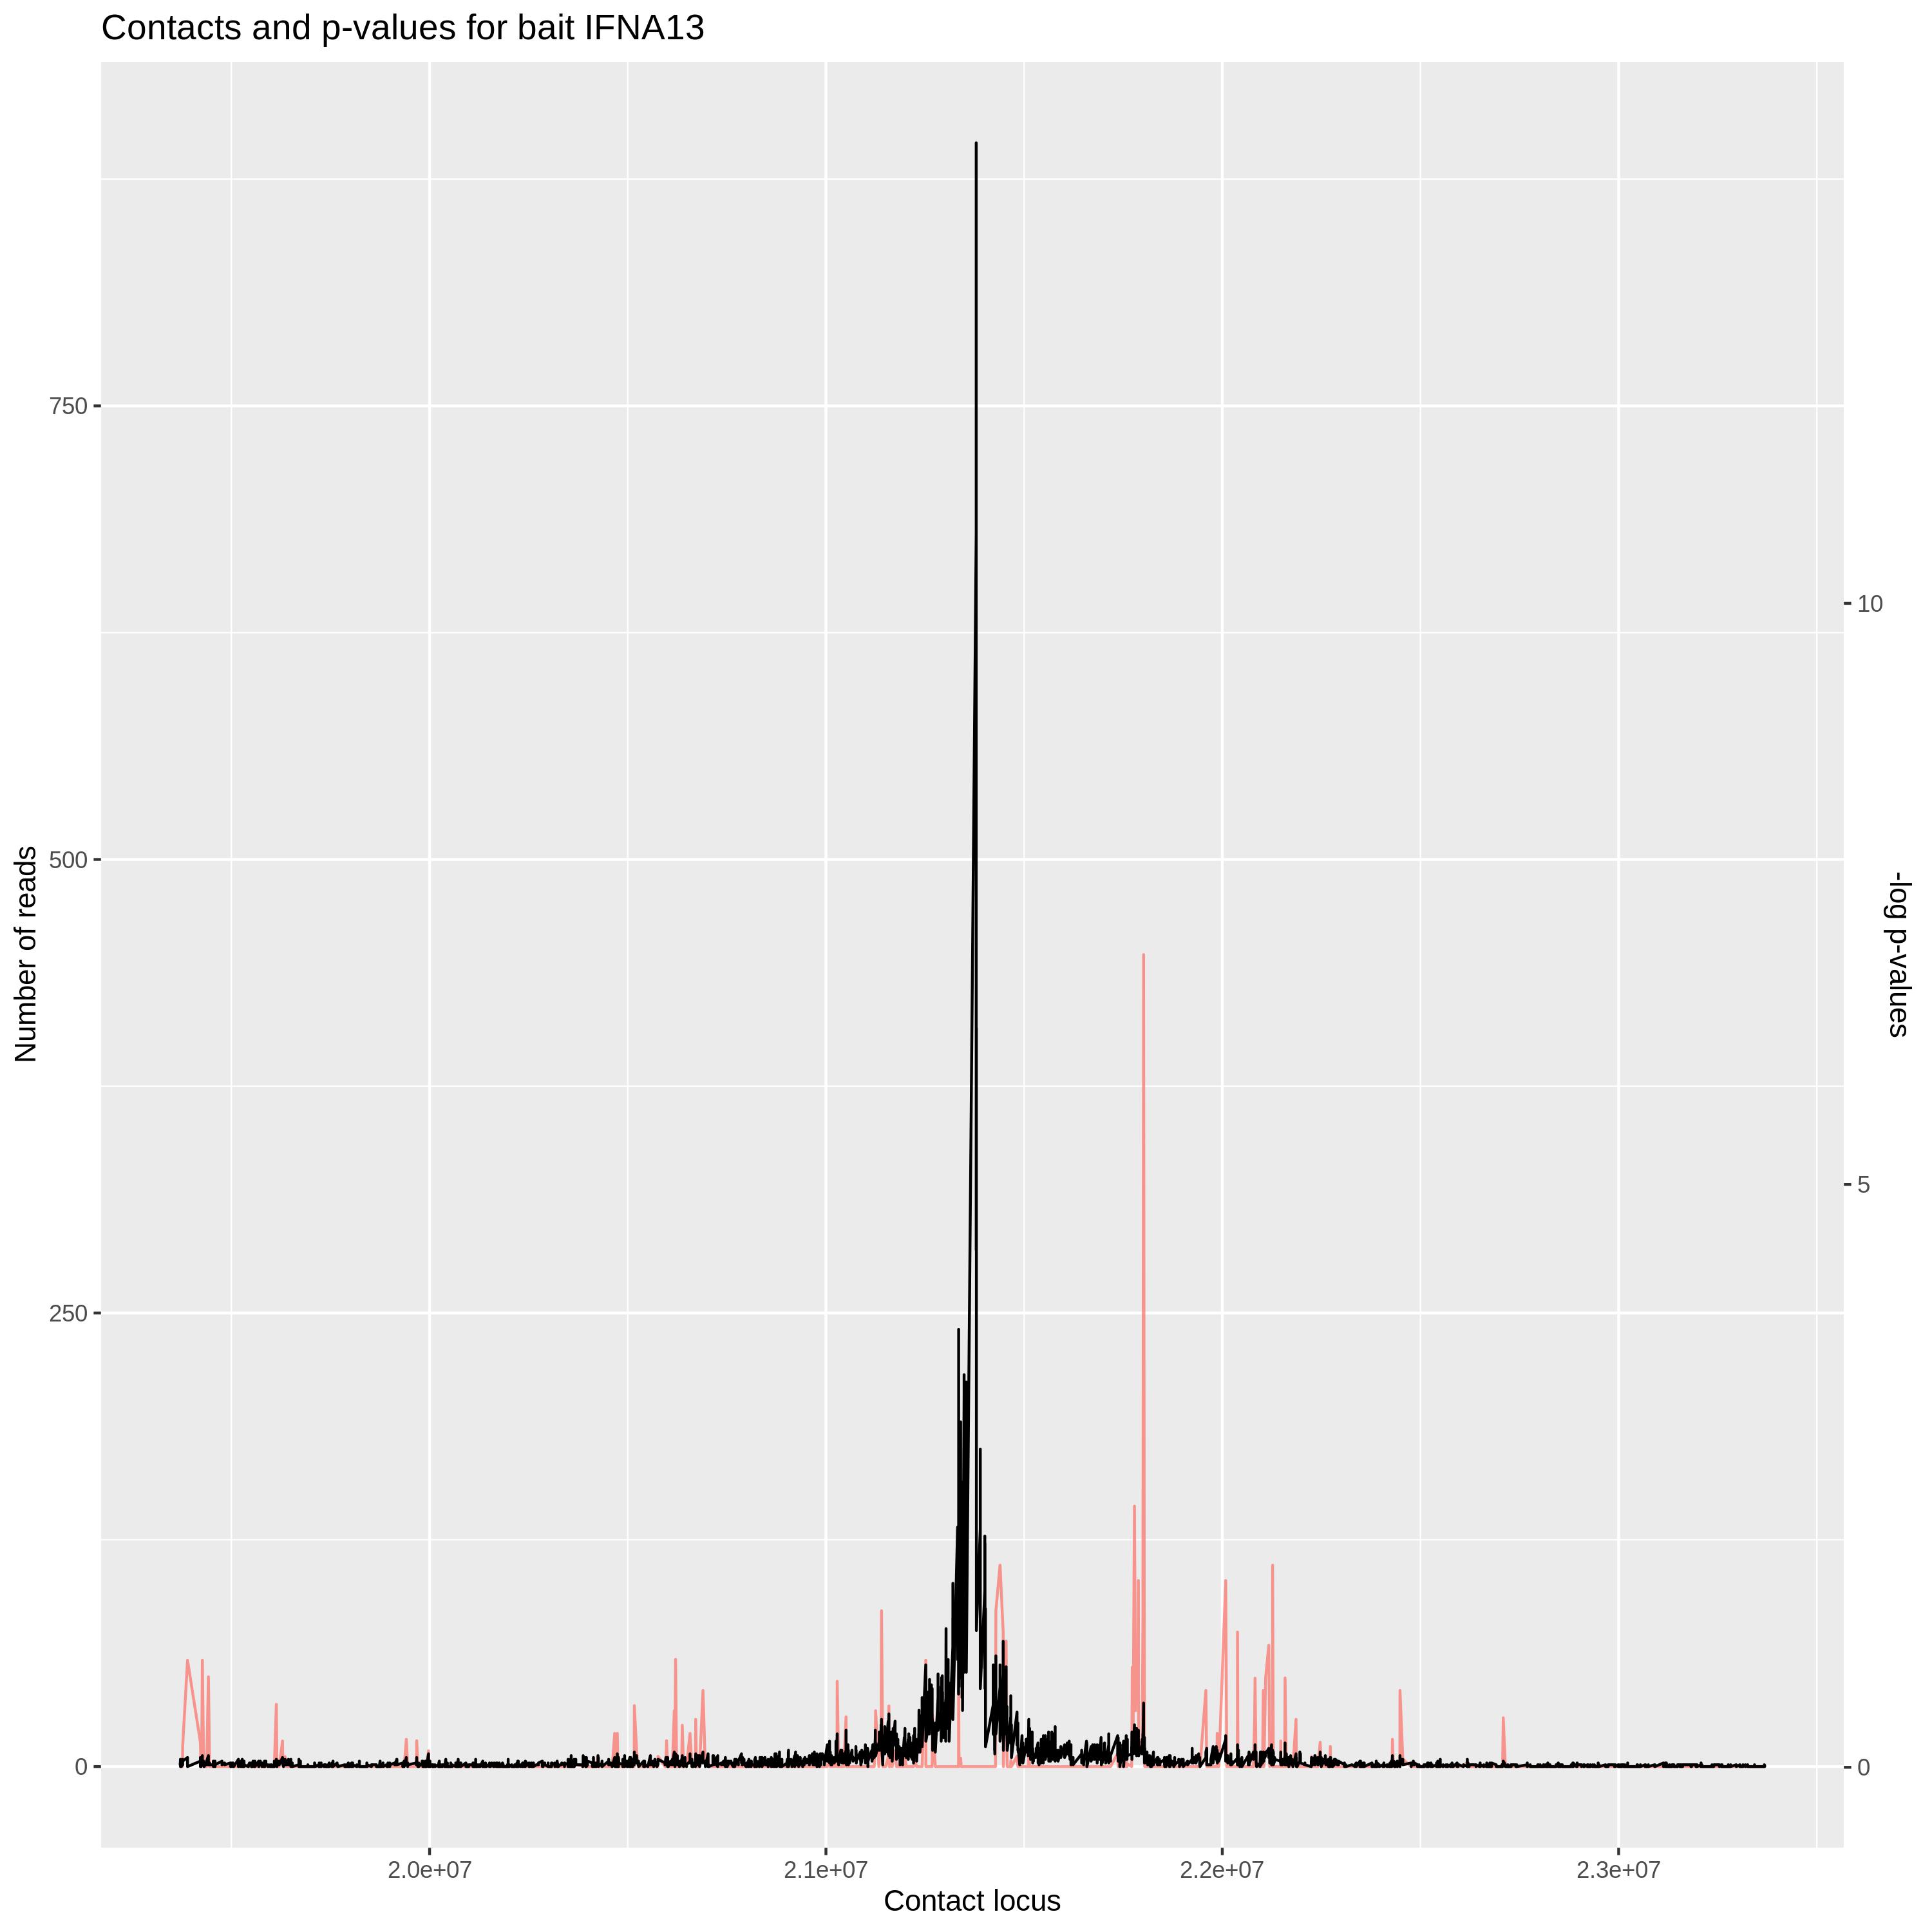 Contacts and p-values for bait IFNA13
750
500
250
0
Number of reads
10
5
0
-log p-values
2.0e+07
2.1e+07
2.2e+07
2.3e+07
Contact locus